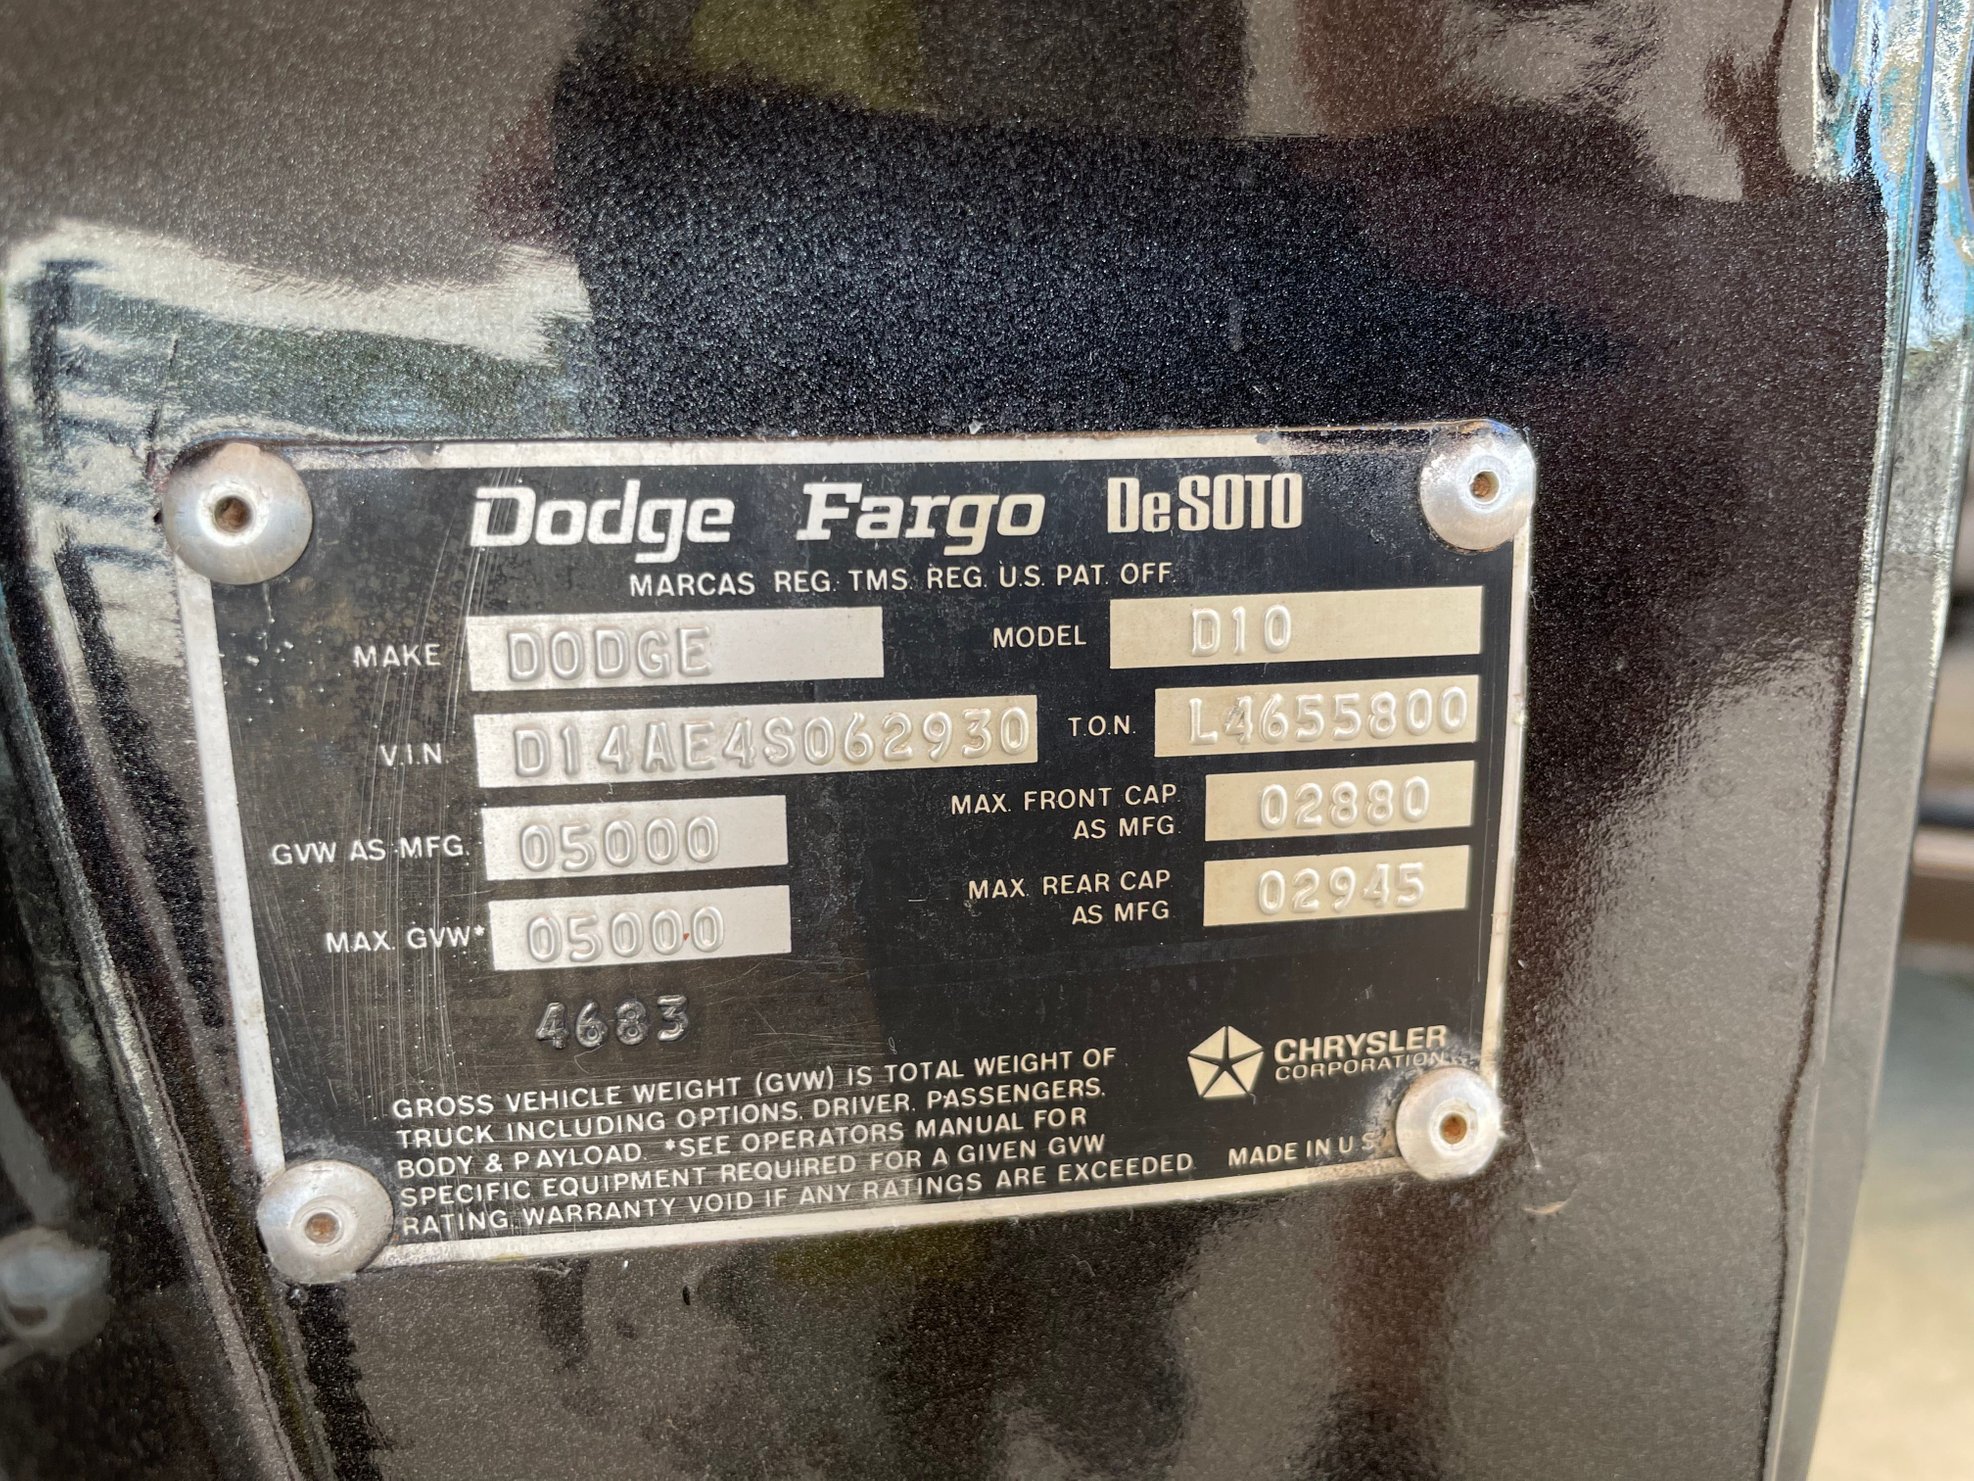 Dodge Fargo DeSOTO
MARCAS REG. TMS. REG. U.S. PAT. OFF.
MAKE DODGE MODEL D10
V.I.N. D14AE4S062930 T.O.N. L4655800
GVW AS MFG. 05000 MAX. FRONT CAP. AS MFG. 02880
MAX. GVW* 05000 MAX. REAR CAP AS MFG. 02945
4683
GROSS VEHICLE WEIGHT (GVW) IS TOTAL WEIGHT OF
TRUCK INCLUDING OPTIONS, DRIVER, PASSENGERS,
BODY & PAYLOAD. *SEE OPERATORS MANUAL FOR
SPECIFIC EQUIPMENT REQUIRED FOR A GIVEN GVW
RATING. WARRANTY VOID IF ANY RATINGS ARE EXCEEDED.
CHRYSLER
CORPORATION
MADE IN U.S.